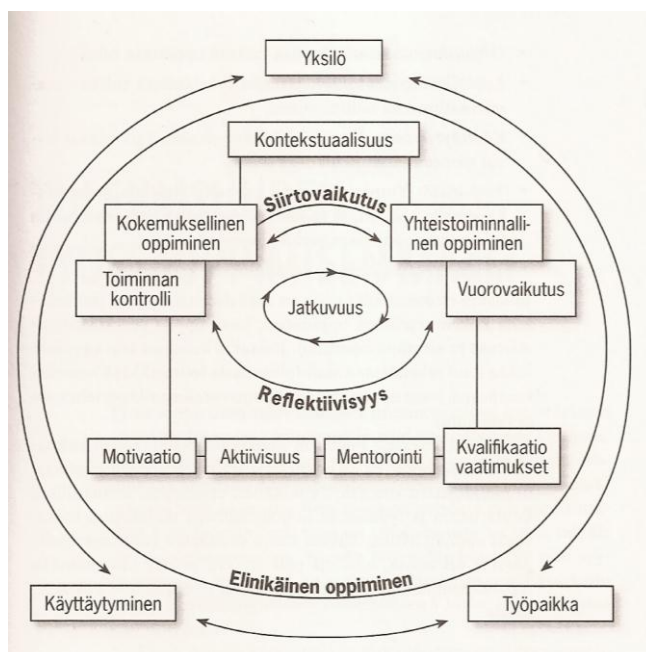 Yksilö
Kontekstuaalisuus
Siirtovaikutus
Kokemuksellinen
oppiminen
Yhteistoiminnalli-
nen oppiminen
Toiminnan
kontrolli
Vuorovaikutus
Jatkuvuus
Reflektiivisyys
Motivaatio
Aktiivisuus
Mentorointi
Kvalifikaatio
vaatimukset
Elinikäinen oppiminen
Käyttäytyminen
Työpaikka